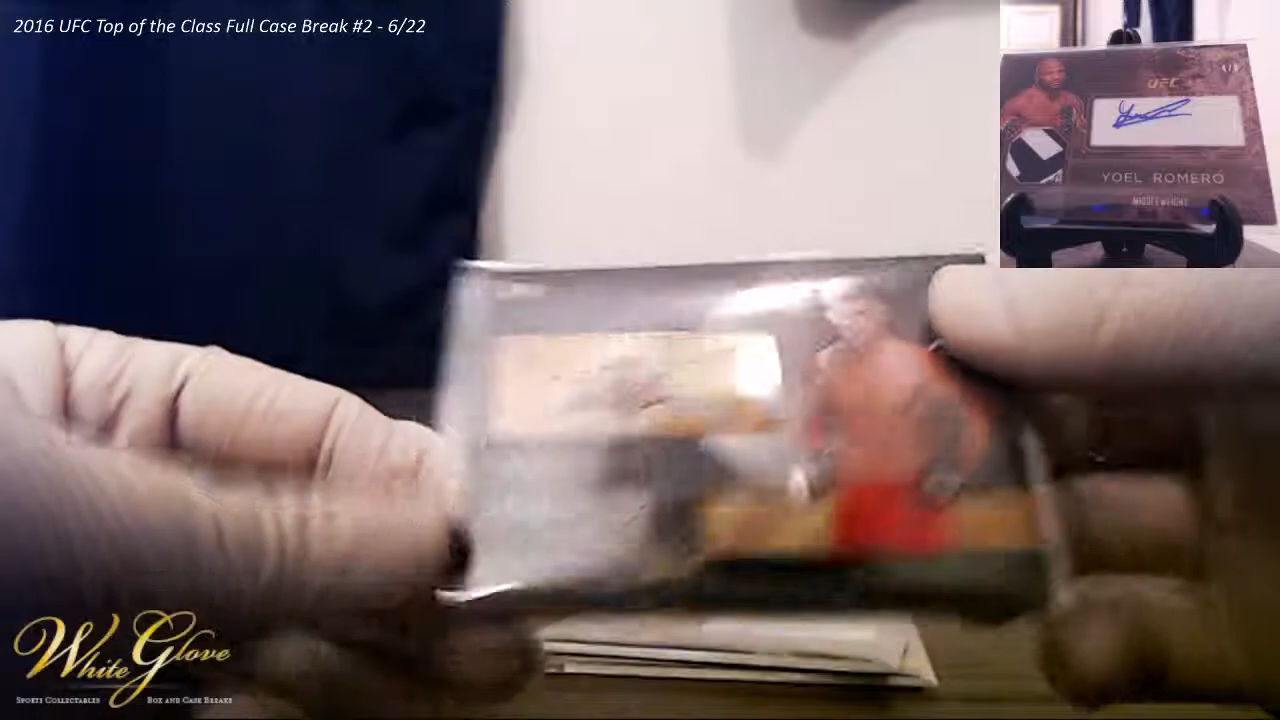 2016 UFC Top of the Class Full Case Break #2 - 6/22
UFC
YOEL ROMERO
MIDDLEWEIGHT
White Glove
SPORTS COLLECTABLES BOX AND CASE BREAKS